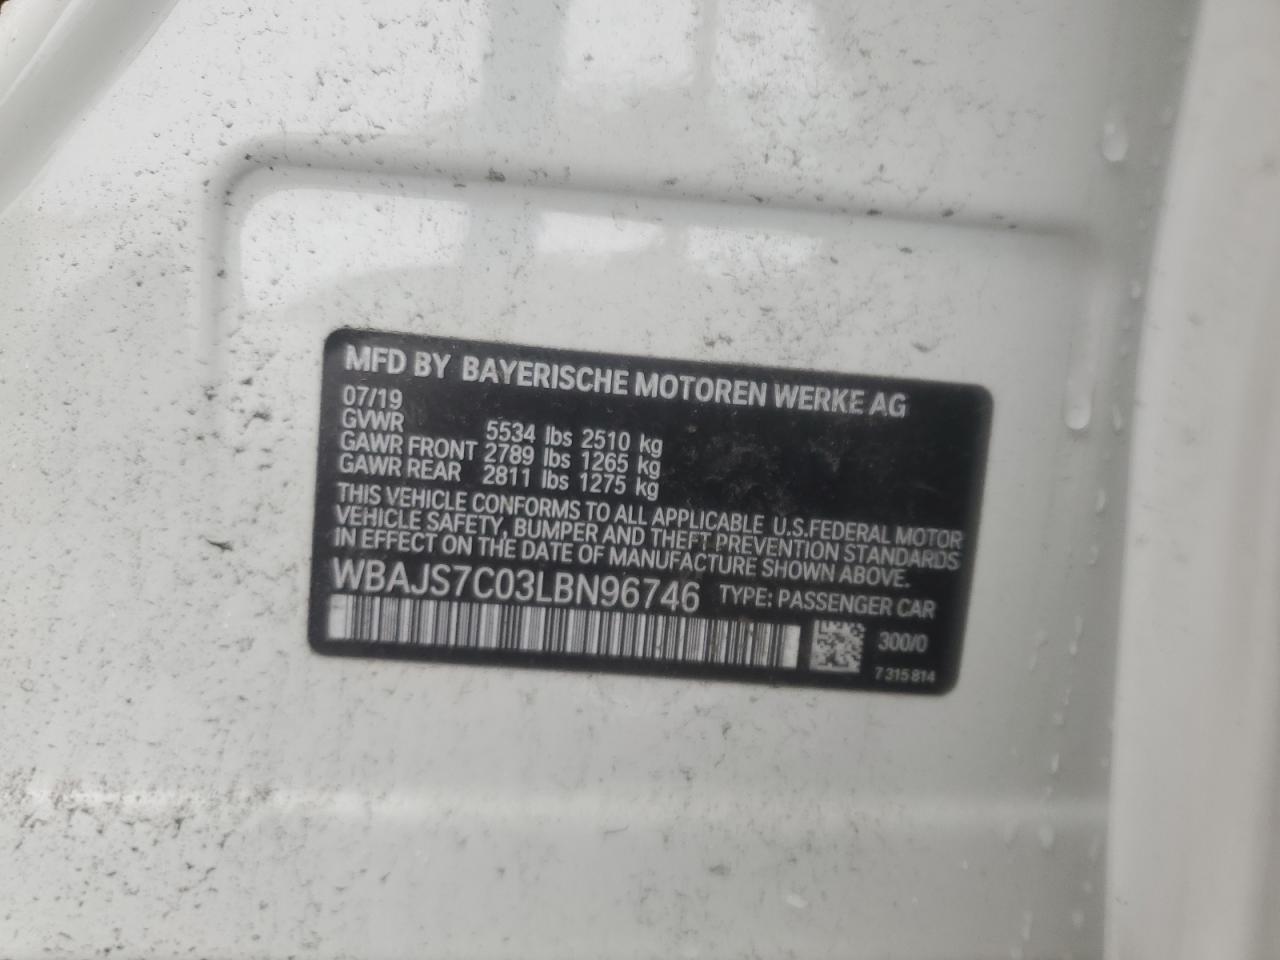 MFD BY BAYERISCHE MOTOREN WERKE AG
07/19
GVWR 5534 lbs 2510 kg
GAWR FRONT 2789 lbs 1265 kg
GAWR REAR 2811 lbs 1275 kg
THIS VEHICLE CONFORMS TO ALL APPLICABLE U.S.FEDERAL MOTOR
VEHICLE SAFETY, BUMPER AND THEFT PREVENTION STANDARDS
IN EFFECT ON THE DATE OF MANUFACTURE SHOWN ABOVE.
WBAJS7C03LBN96746 TYPE: PASSENGER CAR
300/0
7 315 814